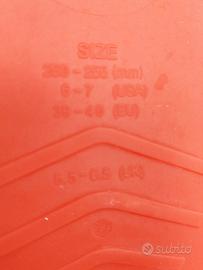 SIZE
250-255 (mm)
6-7 (USA)
39-40 (EU)
5.5-6.5 (UK)
subito